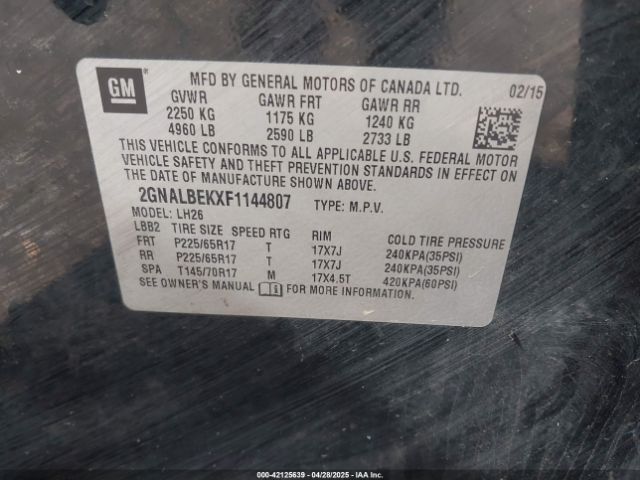 GM
MFD BY GENERAL MOTORS OF CANADA LTD.
02/15
GVWR GAWR FRT GAWR RR
2250 KG 1175 KG 1240 KG
4960 LB 2590 LB 2733 LB
THIS VEHICLE CONFORMS TO ALL APPLICABLE U.S. FEDERAL MOTOR
VEHICLE SAFETY AND THEFT PREVENTION STANDARDS IN EFFECT ON
THE DATE OF MANUFACTURE SHOWN ABOVE.
2GNALBEKXF1144807 TYPE: M.P.V.
MODEL: LH26
LBB2 TIRE SIZE SPEED RTG RIM COLD TIRE PRESSURE
FRT P225/65R17 T 17X7J 240KPA(35PSI)
RR P225/65R17 T 17X7J 240KPA(35PSI)
SPA T145/70R17 M 17X4.5T 420KPA(60PSI)
SEE OWNER'S MANUAL FOR MORE INFORMATION.
000-42125639 - 04/28/2025 - IAA, Inc.